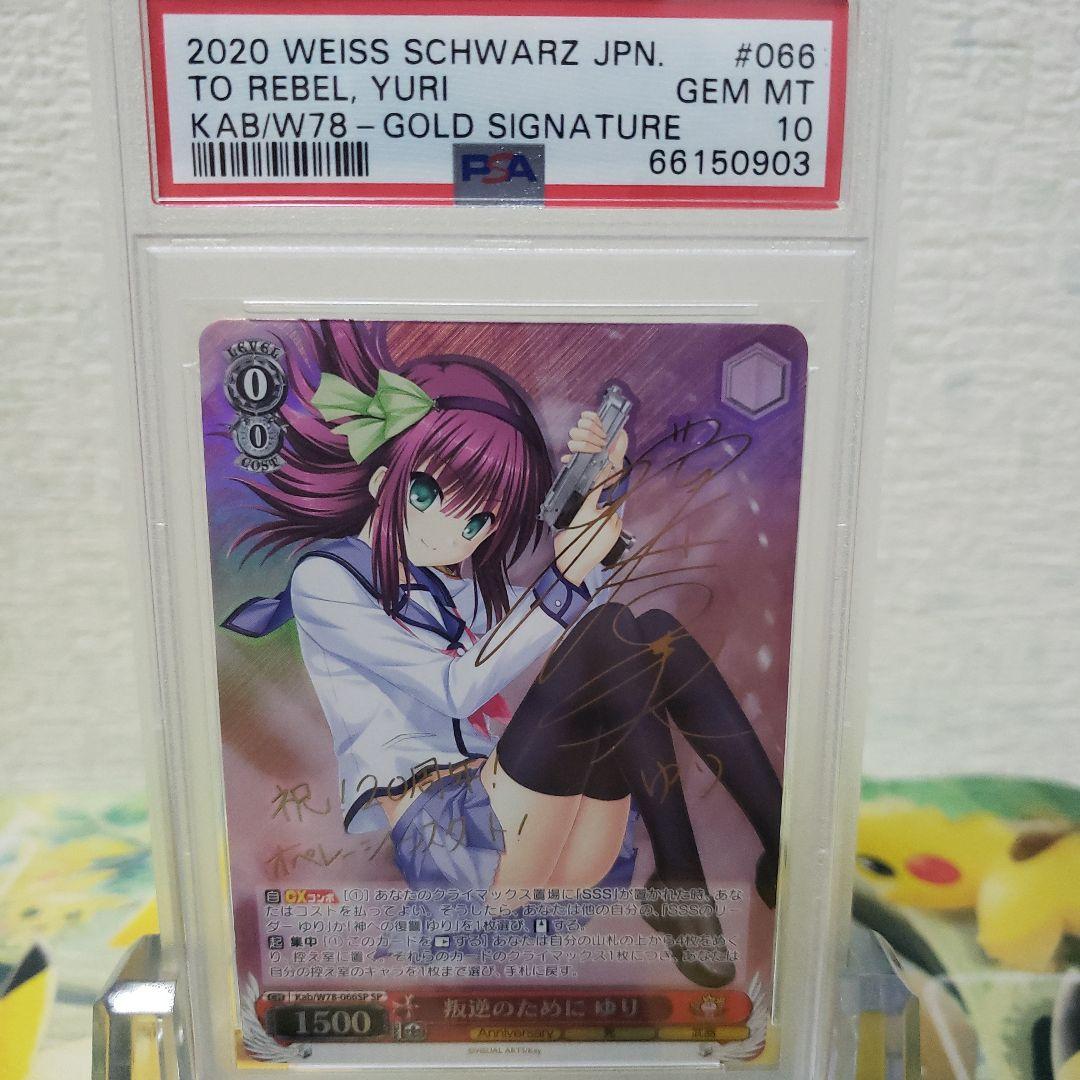 2020 WEISS SCHWARZ JPN. #066
TO REBEL, YURI GEM MT
KAB/W78-GOLD SIGNATURE 10
PSA 66150903
LEVEL
0
0
COST
祝!20周年!
オペレーションスタート!
ゆり
自 CXコンボ [①] あなたのクライマックス置場に「SSS」が置かれた時、あな
たはコストを払ってよい。そうしたら、あなたは他の自分の、「SSSのリー
ダー ゆり」か「神への復讐 ゆり」を1枚選び、する。
起 集中 [① このカードをする] あなたは自分の山札の上から4枚をめく
り、控え室に置く。それらのカードのクライマックス1枚につき、あなたは
自分の控え室のキャラを1枚まで選び、手札に戻す。
CH Kab/W78-066SP SP
叛逆のために ゆり
1500
Anniversary 死 武器
©VISUAL ARTS/Key